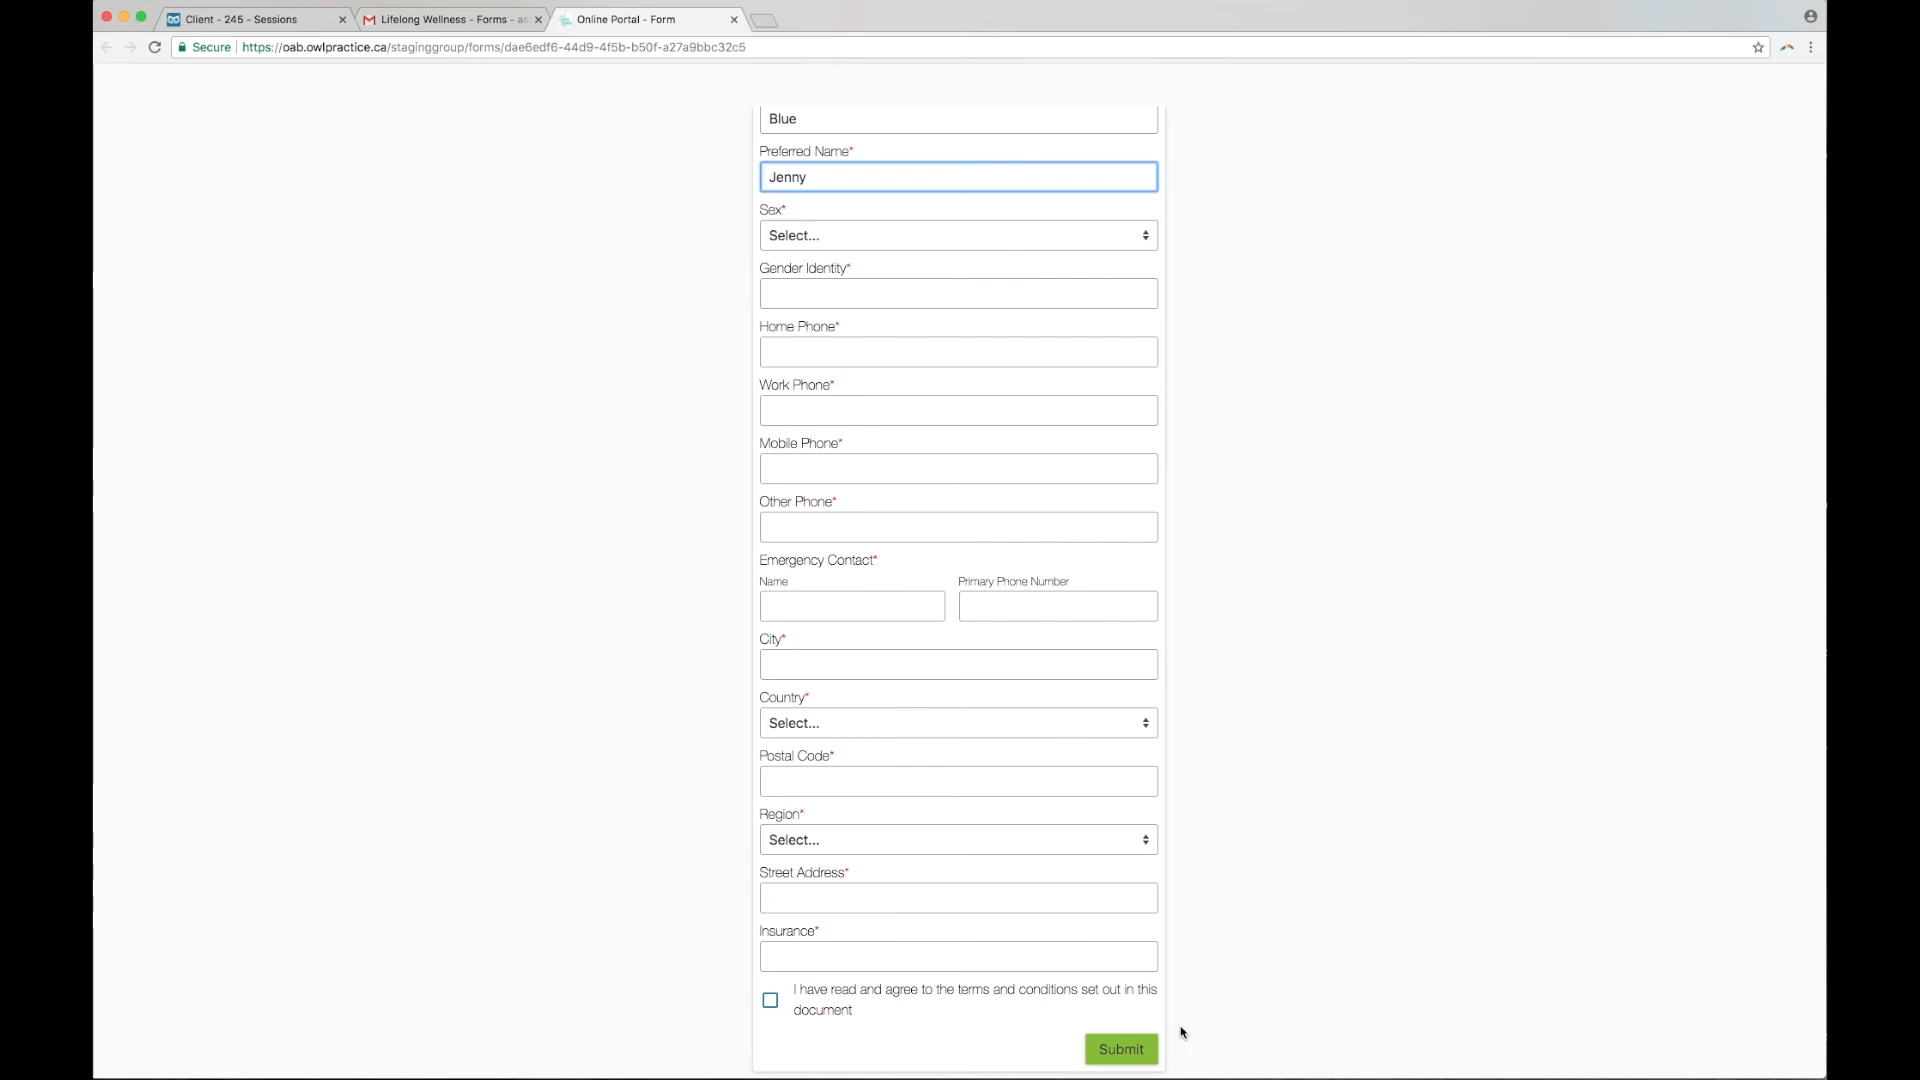 Client - 245 - Sessions
Lifelong Wellness - Forms - as
Online Portal - Form
Secure
https://oab.owlpractice.ca/staginggroup/forms/dae6edf6-44d9-4f5b-b50f-a27a9bbc32c5
Blue
Preferred Name*
Jenny
Sex*
Select...
Gender Identity*
Home Phone*
Work Phone*
Mobile Phone*
Other Phone*
Emergency Contact*
Name
Primary Phone Number
City*
Country*
Select...
Postal Code*
Region*
Select...
Street Address*
Insurance*
I have read and agree to the terms and conditions set out in this
document
Submit